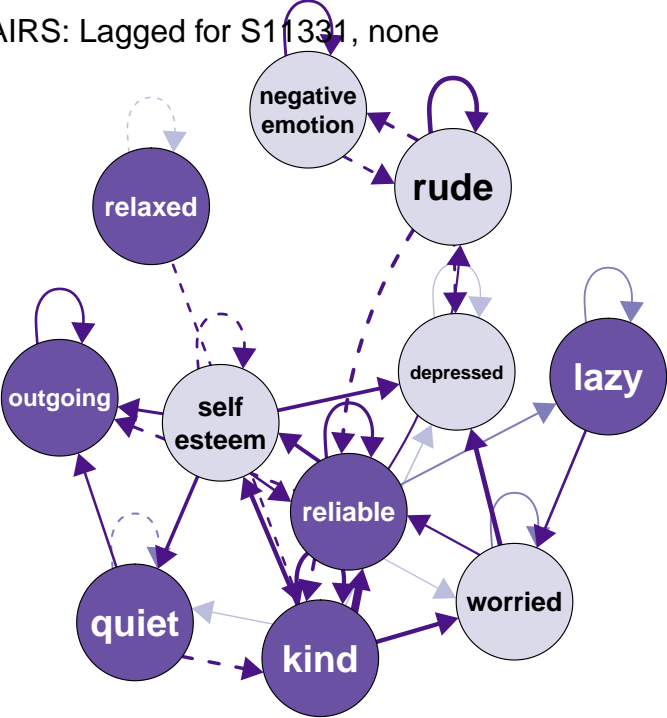 AIRS: Lagged for S11331, none
negative
emotion
rude
relaxed
depressed
lazy
outgoing
self
esteem
reliable
worried
quiet
kind